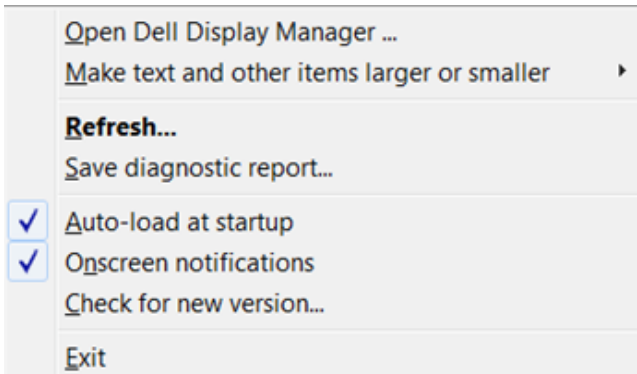 Open Dell Display Manager ...
Make text and other items larger or smaller
Refresh...
Save diagnostic report...
Auto-load at startup
Onscreen notifications
Check for new version...
Exit